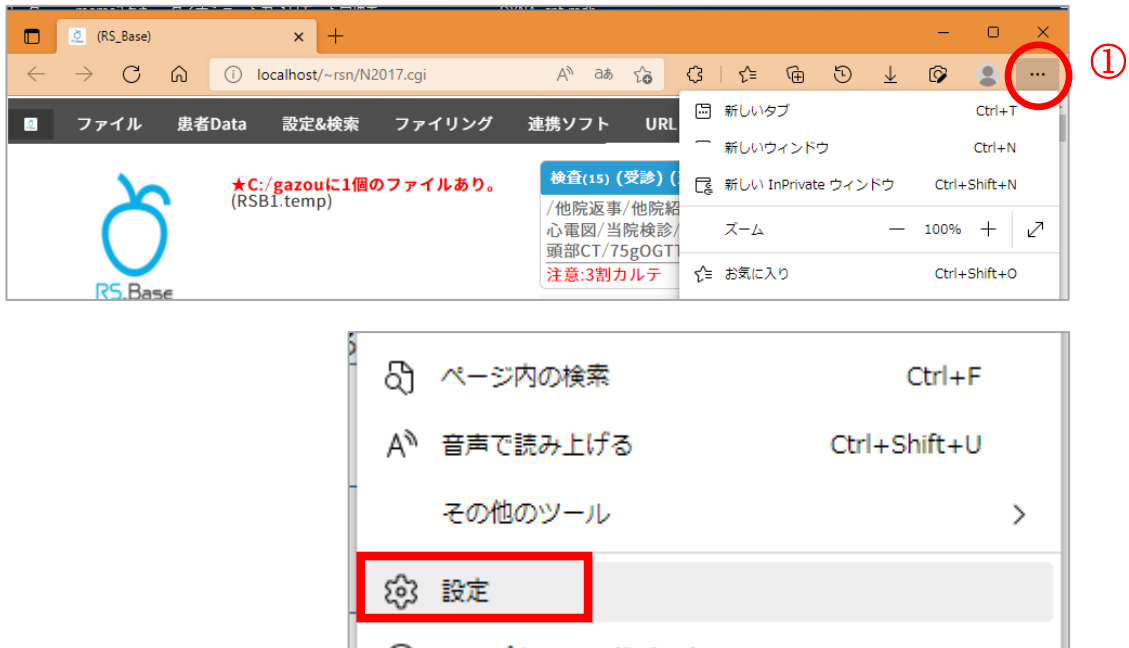 (RS_Base)
①
localhost/~rsn/N2017.cgi
あ
ファイル 患者Data 設定&検索 ファイリング 連携ソフト URL
★C:/gazouに1個のファイルあり。
(RSB1.temp)
RS_Base
検査(15) (受診) (
/他院返事/他院紹
心電図/当院検診/
頭部CT/75gOGTT
注意:3割カルテ
新しいタブ Ctrl+T
新しいウィンドウ Ctrl+N
新しい InPrivate ウィンドウ Ctrl+Shift+N
ズーム — 100% +
お気に入り Ctrl+Shift+O
ページ内の検索 Ctrl+F
音声で読み上げる Ctrl+Shift+U
その他のツール
設定